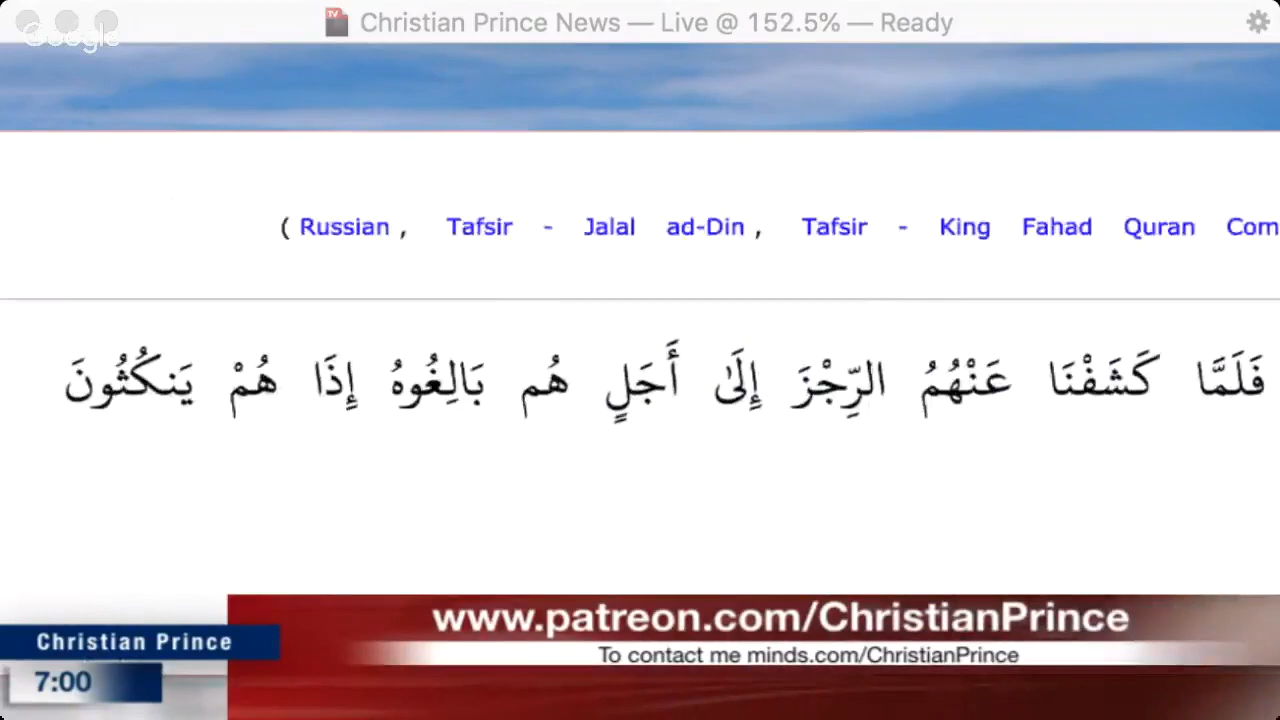 Christian Prince News — Live @ 152.5% — Ready
Google
( Russian , Tafsir - Jalal ad-Din , Tafsir - King Fahad Quran Com
فَلَمَّا كَشَفْنَا عَنْهُمُ الرِّجْزَ إِلَىٰ أَجَلٍ هُم بَالِغُوهُ إِذَا هُمْ يَنكُثُونَ
www.patreon.com/ChristianPrince
Christian Prince
To contact me minds.com/ChristianPrince
7:00